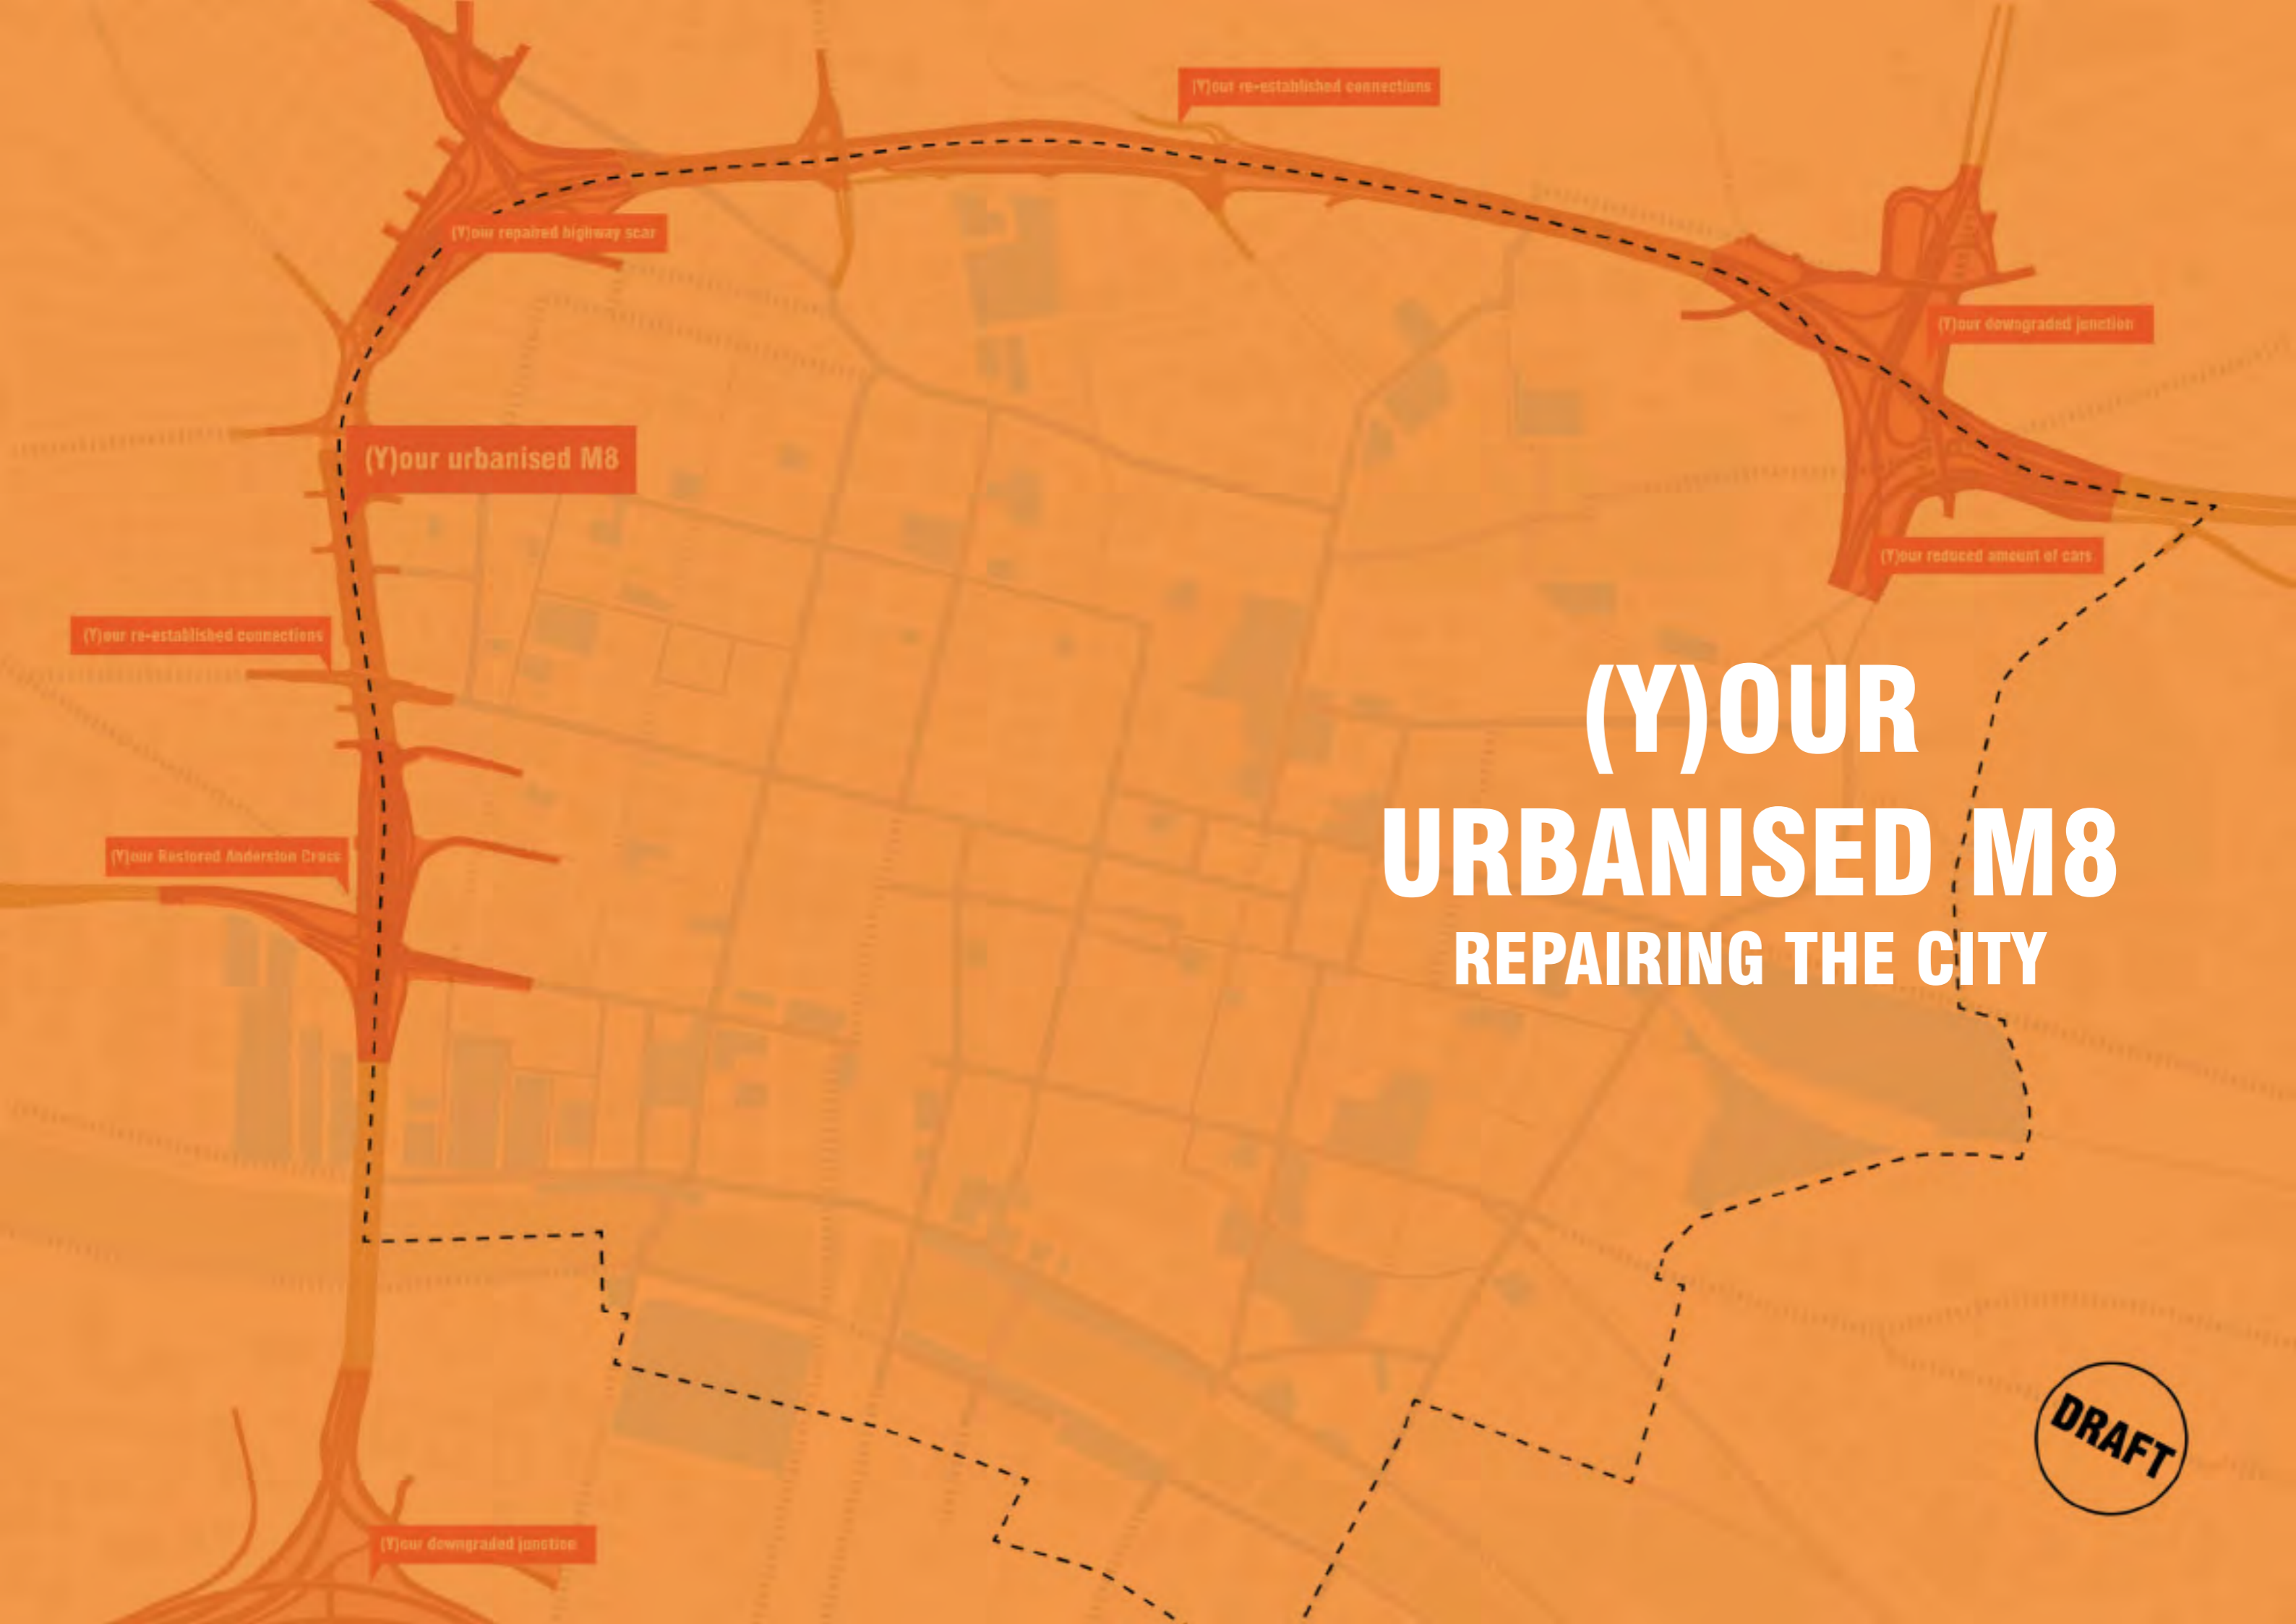 (Y)our re-established connections
(Y)our repaired highway scar
(Y)our downgraded junction
(Y)our urbanised M8
(Y)our reduced amount of cars
(Y)our re-established connections
(Y)OUR
URBANISED M8
REPAIRING THE CITY
(Y)our Restored Anderston Cross
DRAFT
(Y)our downgraded junction